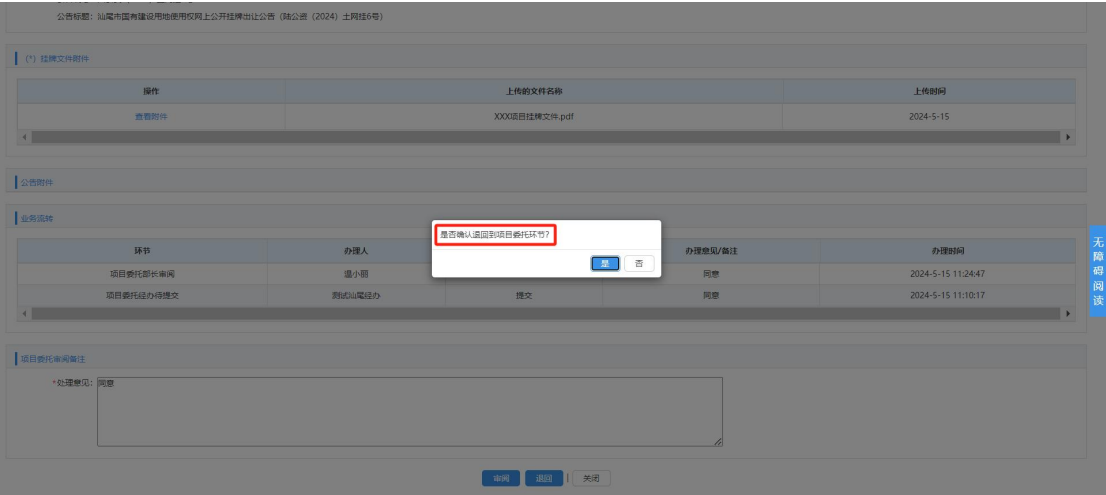 公告标题：汕尾市国有建设用地使用权网上公开挂牌出让公告（陆公资（2024）土网挂6号）
(*) 挂牌文件附件
操作 上传的文件名称 上传时间
查看附件 XXX项目挂牌文件.pdf 2024-5-15
公告附件
业务流转
是否确认退回到项目委托环节？
是 否
环节 办理人 办理意见/备注 办理时间
项目委托部长审阅 温小丽 同意 2024-5-15 11:24:47
项目委托经办待提交 测试汕尾经办 提交 同意 2024-5-15 11:10:17
项目委托审阅备注
*处理意见： 同意
审阅 退回 | 关闭
无障碍阅读